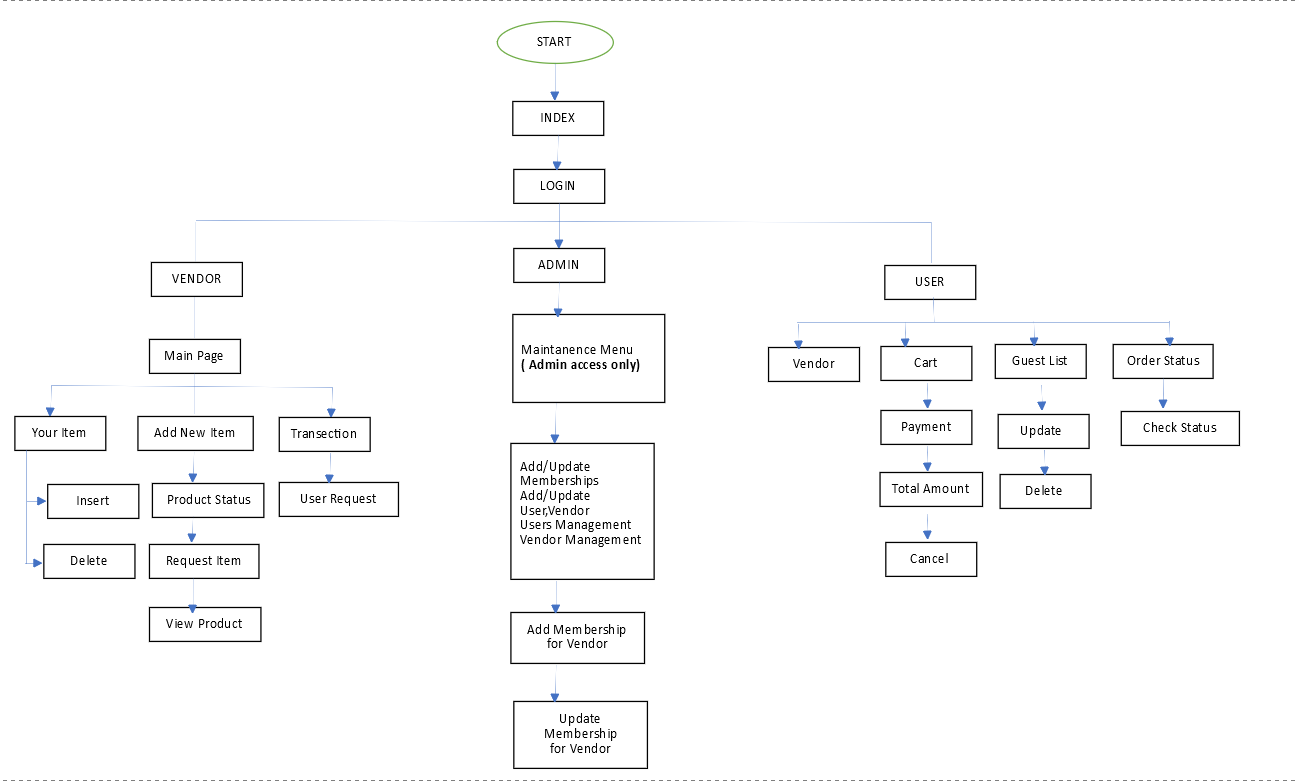 START
INDEX
LOGIN
VENDOR
ADMIN
USER
Main Page
Maintanence Menu
( Admin access only)
Vendor
Cart
Guest List
Order Status
Your Item
Add New Item
Transection
Payment
Update
Check Status
Insert
Product Status
User Request
Add/Update
Memberships
Add/Update
User,Vendor
Users Management
Vendor Management
Total Amount
Delete
Delete
Request Item
Cancel
View Product
Add Membership
for Vendor
Update
Membership
for Vendor